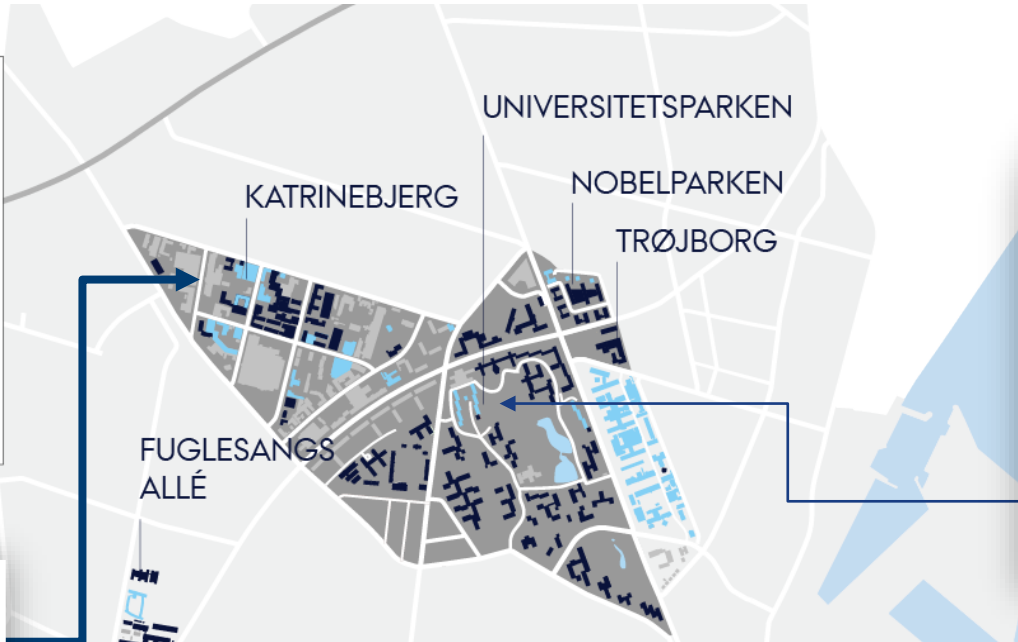 UNIVERSITETSPARKEN
NOBELPARKEN
KATRINEBJERG
TRØJBORG
FUGLESANGS
ALLÉ